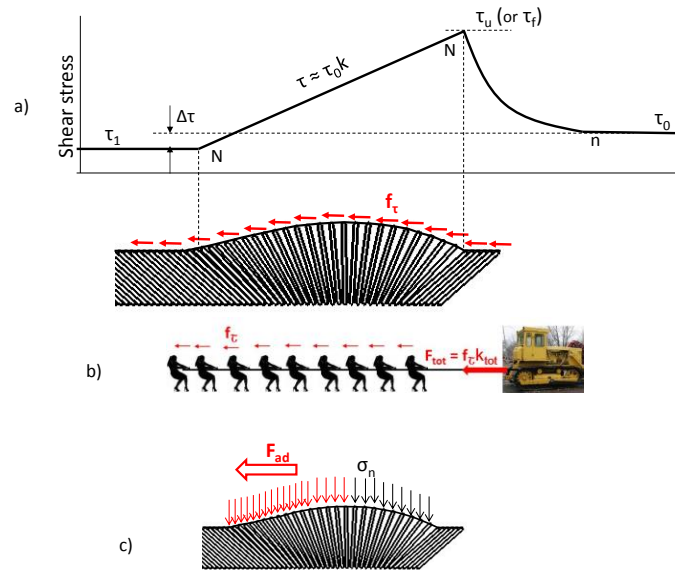 τu (or τf)
N
τ ≈ τ0k
a)
Shear stress
Δτ
τ1
τ0
n
N
fτ
fτ
b)
Ftot = fτktot
Fad
σn
c)